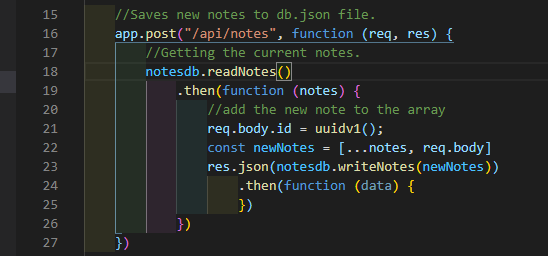 15 //Saves new notes to db.json file.
16 app.post("/api/notes", function (req, res) {
17 //Getting the current notes.
18 notesdb.readNotes()
19 .then(function (notes) {
20 //add the new note to the array
21 req.body.id = uuidv1();
22 const newNotes = [...notes, req.body]
23 res.json(notesdb.writeNotes(newNotes))
24 .then(function (data) {
25 })
26 })
27 })